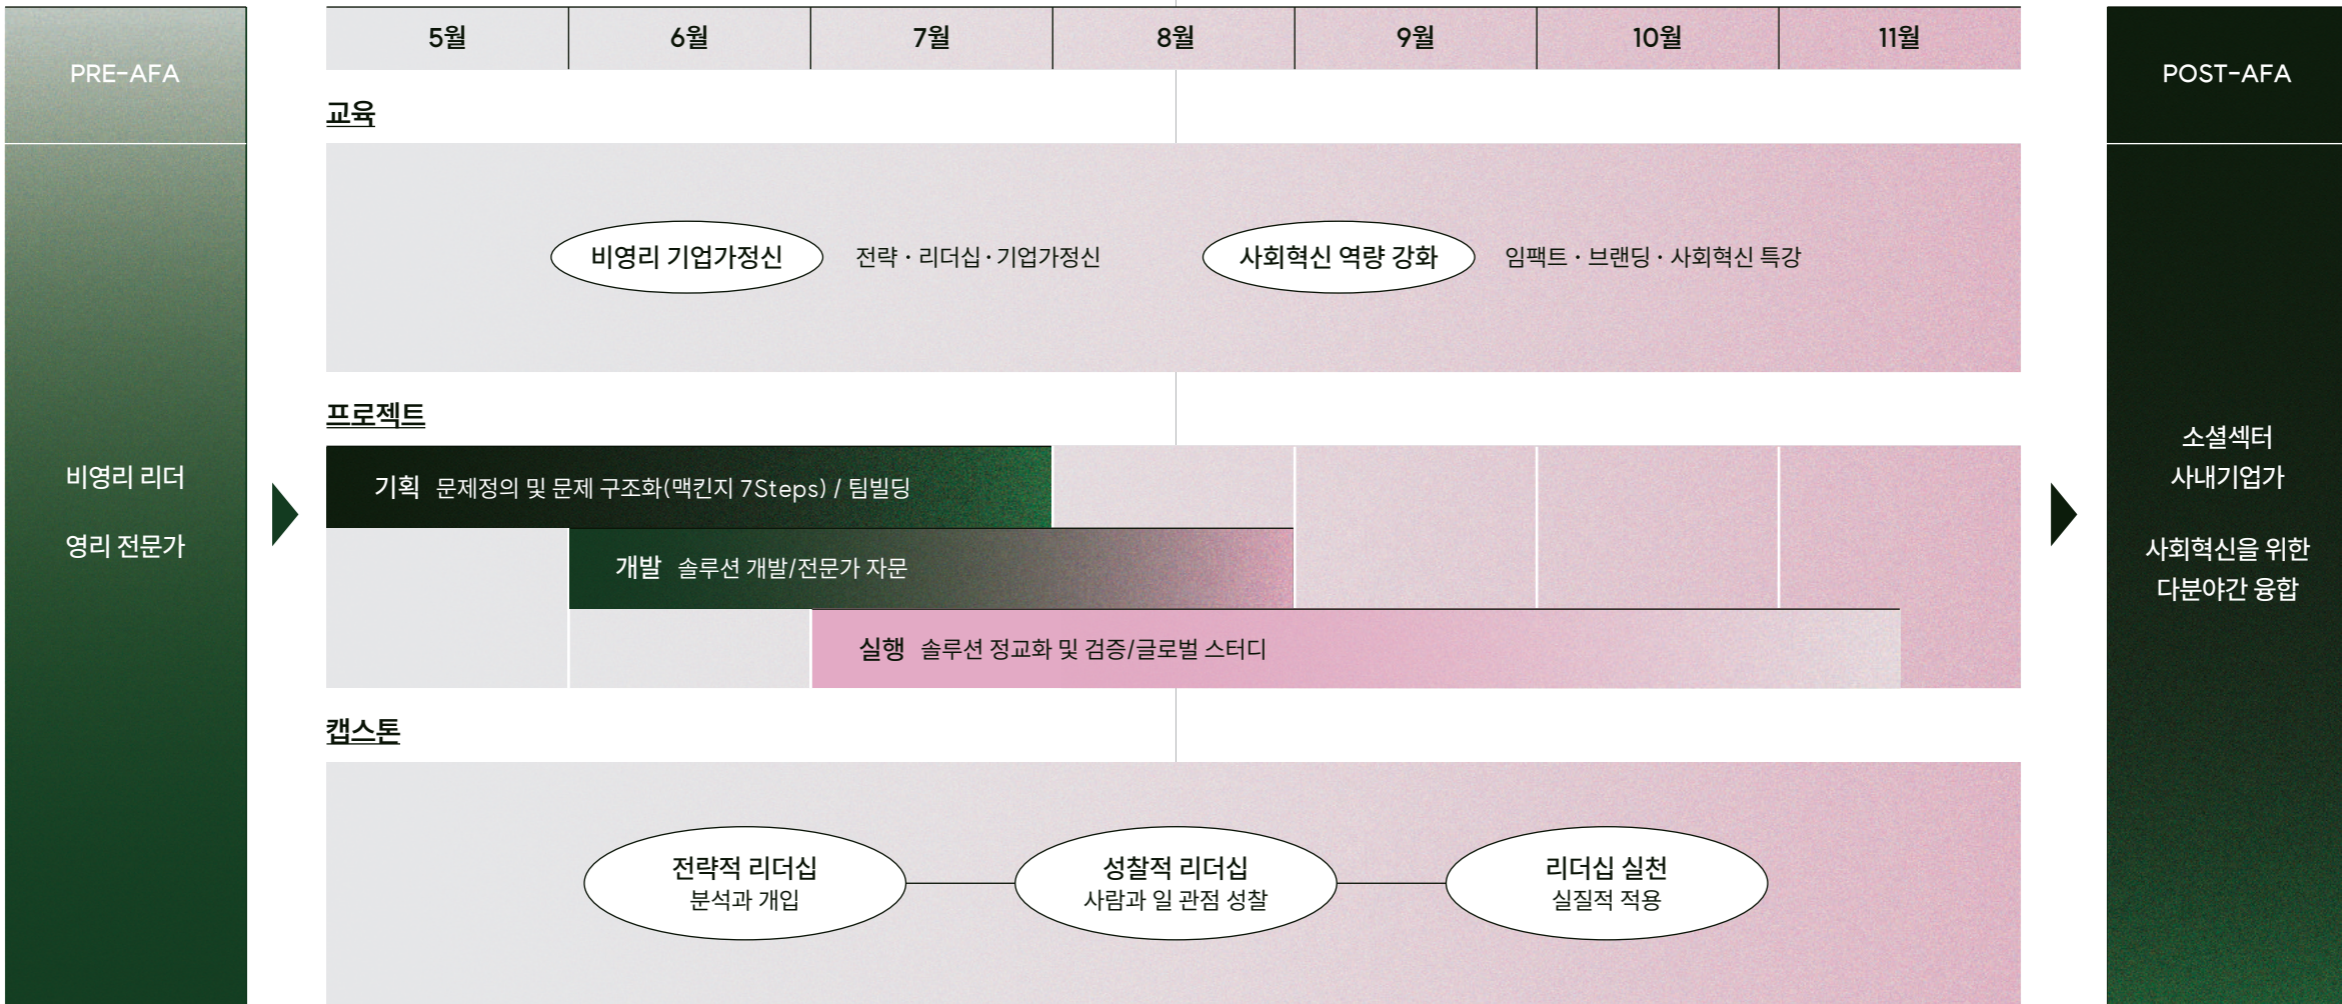 PRE-AFA
비영리 리더
영리 전문가
5월 6월 7월 8월 9월 10월 11월
교육
비영리 기업가정신 전략·리더십·기업가정신 사회혁신 역량 강화 임팩트·브랜딩·사회혁신 특강
프로젝트
기획 문제정의 및 문제 구조화(맥킨지 7Steps) / 팀빌딩
개발 솔루션 개발/전문가 자문
실행 솔루션 정교화 및 검증/글로벌 스터디
캡스톤
전략적 리더십
분석과 개입
성찰적 리더십
사람과 일 관점 성찰
리더십 실천
실질적 적용
POST-AFA
소셜섹터
사내기업가
사회혁신을 위한
다분야간 융합